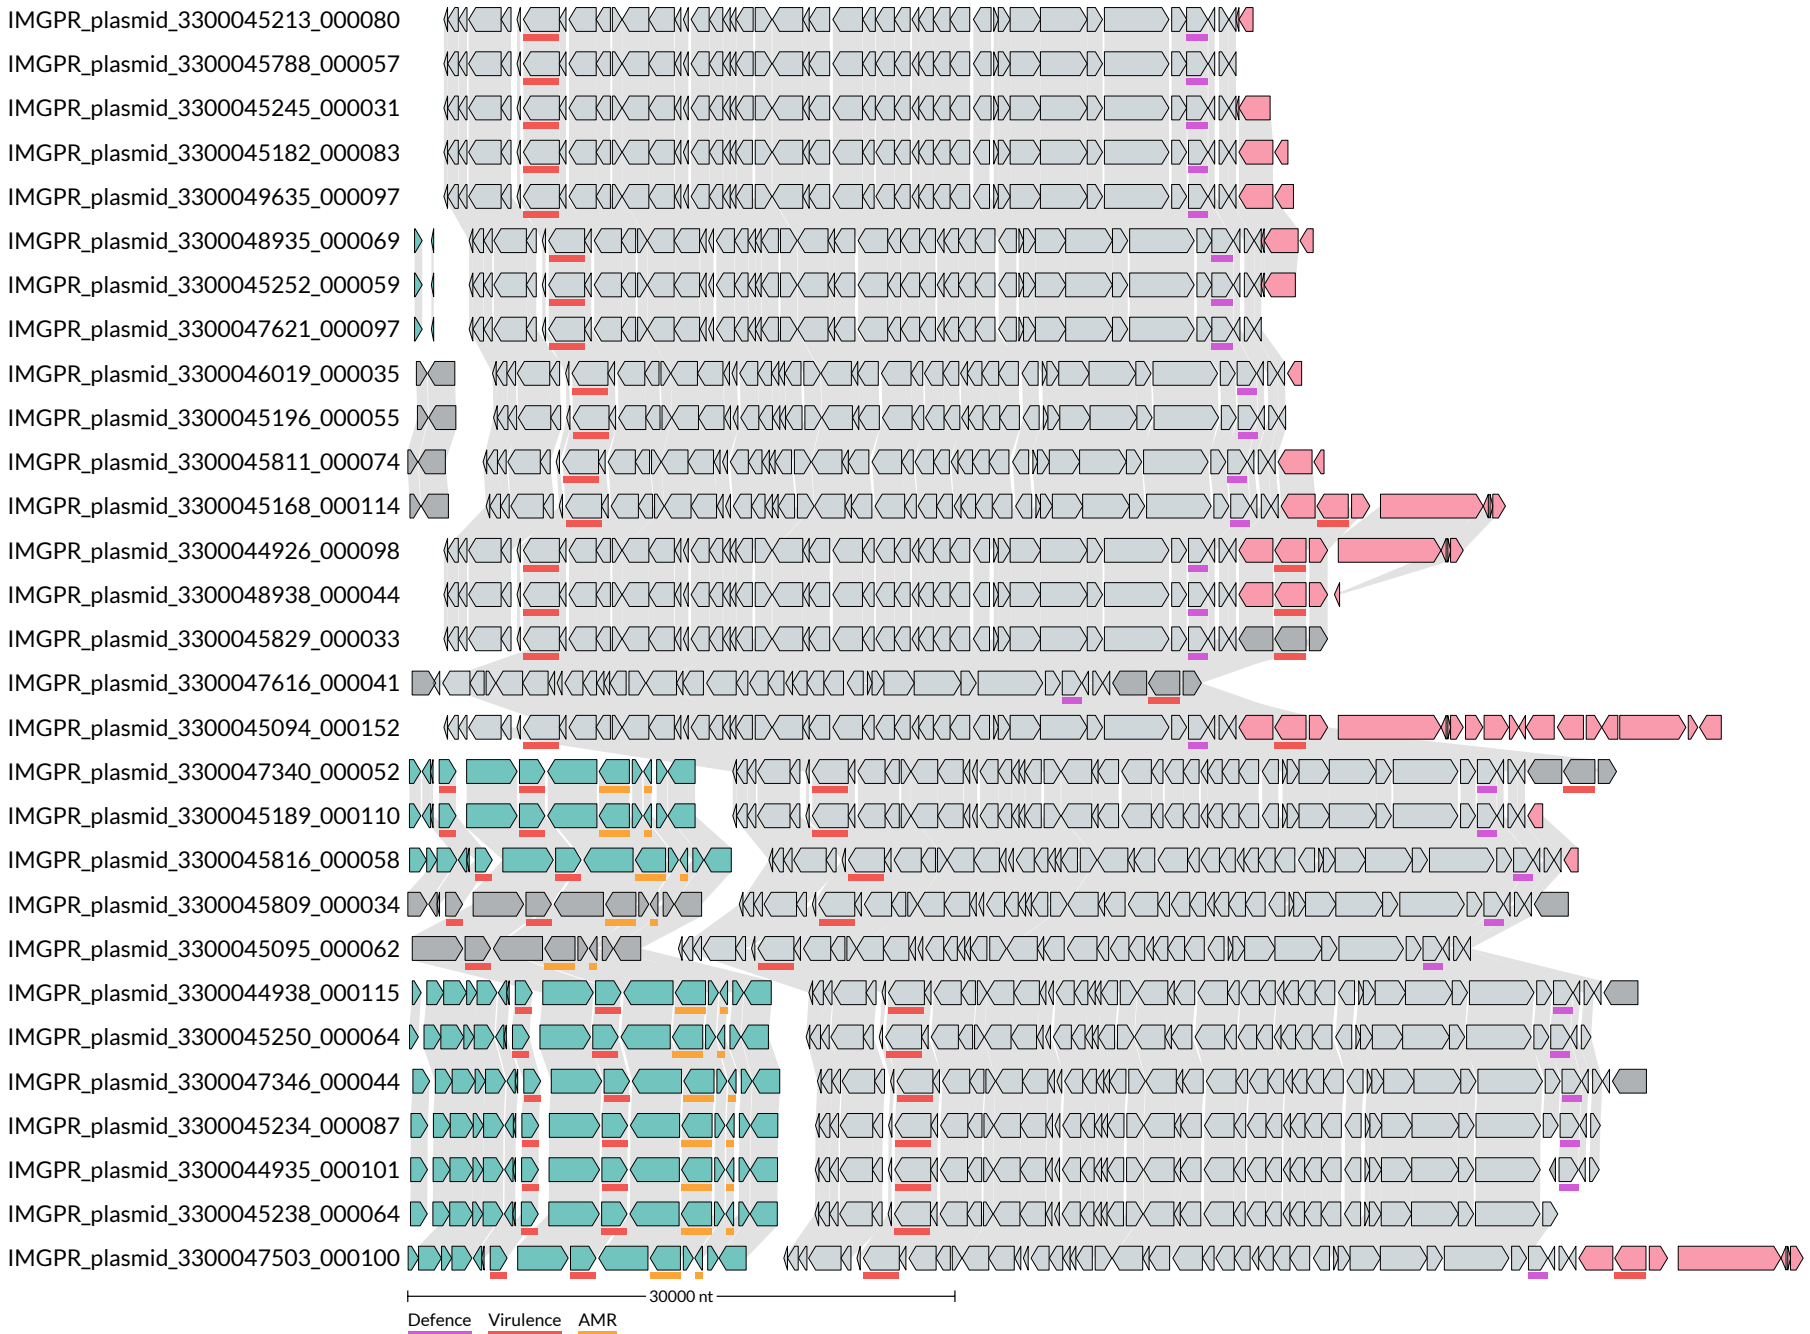 IMGPR_plasmid_3300045213_000080
IMGPR_plasmid_3300045788_000057
IMGPR_plasmid_3300045245_000031
IMGPR_plasmid_3300045182_000083
IMGPR_plasmid_3300049635_000097
IMGPR_plasmid_3300048935_000069
IMGPR_plasmid_3300045252_000059
IMGPR_plasmid_3300047621_000097
IMGPR_plasmid_3300046019_000035
IMGPR_plasmid_3300045196_000055
IMGPR_plasmid_3300045811_000074
IMGPR_plasmid_3300045168_000114
IMGPR_plasmid_3300044926_000098
IMGPR_plasmid_3300048938_000044
IMGPR_plasmid_3300045829_000033
IMGPR_plasmid_3300047616_000041
IMGPR_plasmid_3300045094_000152
IMGPR_plasmid_3300047340_000052
IMGPR_plasmid_3300045189_000110
IMGPR_plasmid_3300045816_000058
IMGPR_plasmid_3300045809_000034
IMGPR_plasmid_3300045095_000062
IMGPR_plasmid_3300044938_000115
IMGPR_plasmid_3300045250_000064
IMGPR_plasmid_3300047346_000044
IMGPR_plasmid_3300045234_000087
IMGPR_plasmid_3300044935_000101
IMGPR_plasmid_3300045238_000064
IMGPR_plasmid_3300047503_000100
30000 nt
Defence Virulence AMR